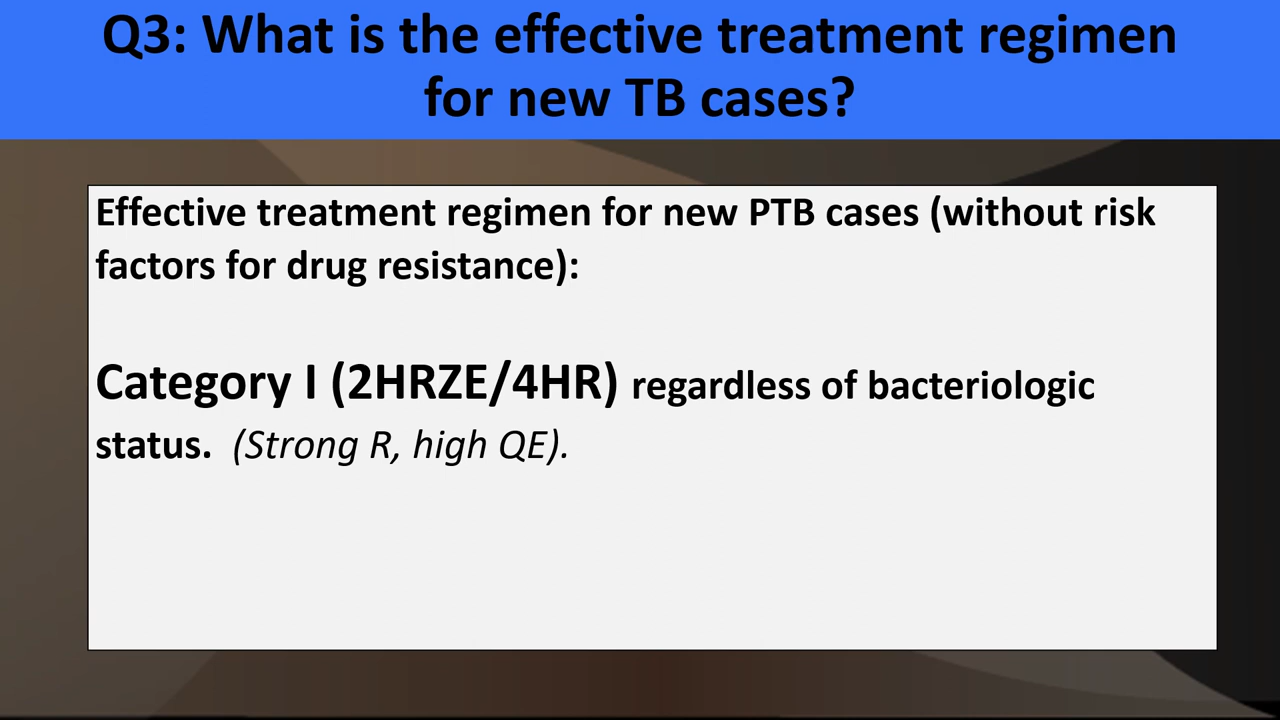 Q3: What is the effective treatment regimen
for new TB cases?
Effective treatment regimen for new PTB cases (without risk
factors for drug resistance):
Category I (2HRZE/4HR) regardless of bacteriologic
status. (Strong R, high QE).